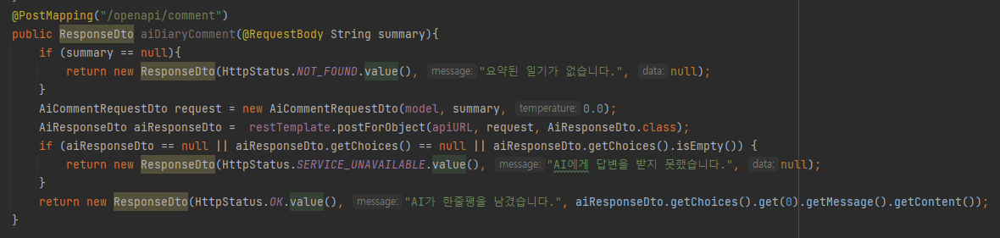 @PostMapping("/openapi/comment")
public ResponseDto aiDiaryComment(@RequestBody String summary){
if (summary == null){
return new ResponseDto(HttpStatus.NOT_FOUND.value(), message: "요약된 일기가 없습니다.", data: null);
}
AiCommentRequestDto request = new AiCommentRequestDto(model, summary, temperature: 0.0);
AiResponseDto aiResponseDto = restTemplate.postForObject(apiURL, request, AiResponseDto.class);
if (aiResponseDto == null || aiResponseDto.getChoices() == null || aiResponseDto.getChoices().isEmpty()) {
return new ResponseDto(HttpStatus.SERVICE_UNAVAILABLE.value(), message: "AI에게 답변을 받지 못했습니다.", data: null);
}
return new ResponseDto(HttpStatus.OK.value(), message: "AI가 한줄평을 남겼습니다.", aiResponseDto.getChoices().get(0).getMessage().getContent());
}